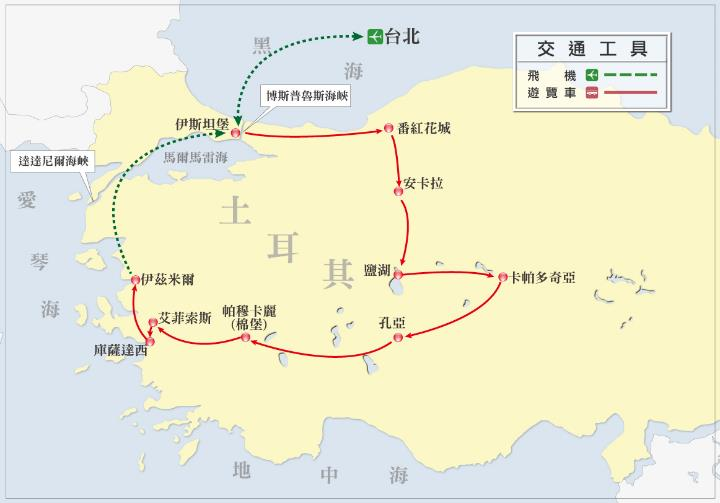 黑海
台北
交通工具
飛機
遊覽車
博斯普魯斯海峽
伊斯坦堡
番紅花城
馬爾馬雷海
達達尼爾海峽
安卡拉
愛琴海
土耳其
鹽湖
卡帕多奇亞
伊茲米爾
艾菲索斯
帕穆卡麗
(棉堡)
孔亞
庫薩達西
地中海